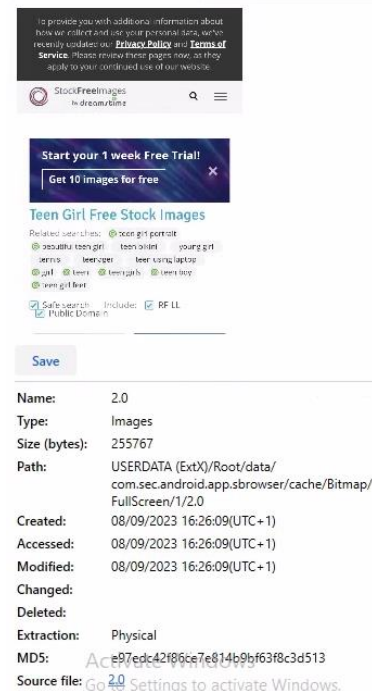 To provide you with additional information about
how we collect and use your personal data, we've
recently updated our Privacy Policy and Terms of
Service. Please review these pages now, as they
apply to your continued use of our website.
StockFreeImages
by dreamstime
Start your 1 week Free Trial!
Get 10 images for free
Teen Girl Free Stock Images
Related searches: teen girl portrait
beautiful teen girl teen bikini young girl
tennis teenager teen using laptop
girl teen teen girls teen boy
teen girl feet
Safe search Include: RF LL
Public Domain
Save
Name: 2.0
Type: Images
Size (bytes): 255767
Path: USERDATA (ExtX)/Root/data/
com.sec.android.app.sbrowser/cache/Bitmap/
FullScreen/1/2.0
Created: 08/09/2023 16:26:09(UTC+1)
Accessed: 08/09/2023 16:26:09(UTC+1)
Modified: 08/09/2023 16:26:09(UTC+1)
Changed:
Deleted:
Extraction: Physical
Activate Windows
MD5: e97edc42f86ce7e814b9bf63f8c3d513
Source file: 2.0
Go to Settings to activate Windows.